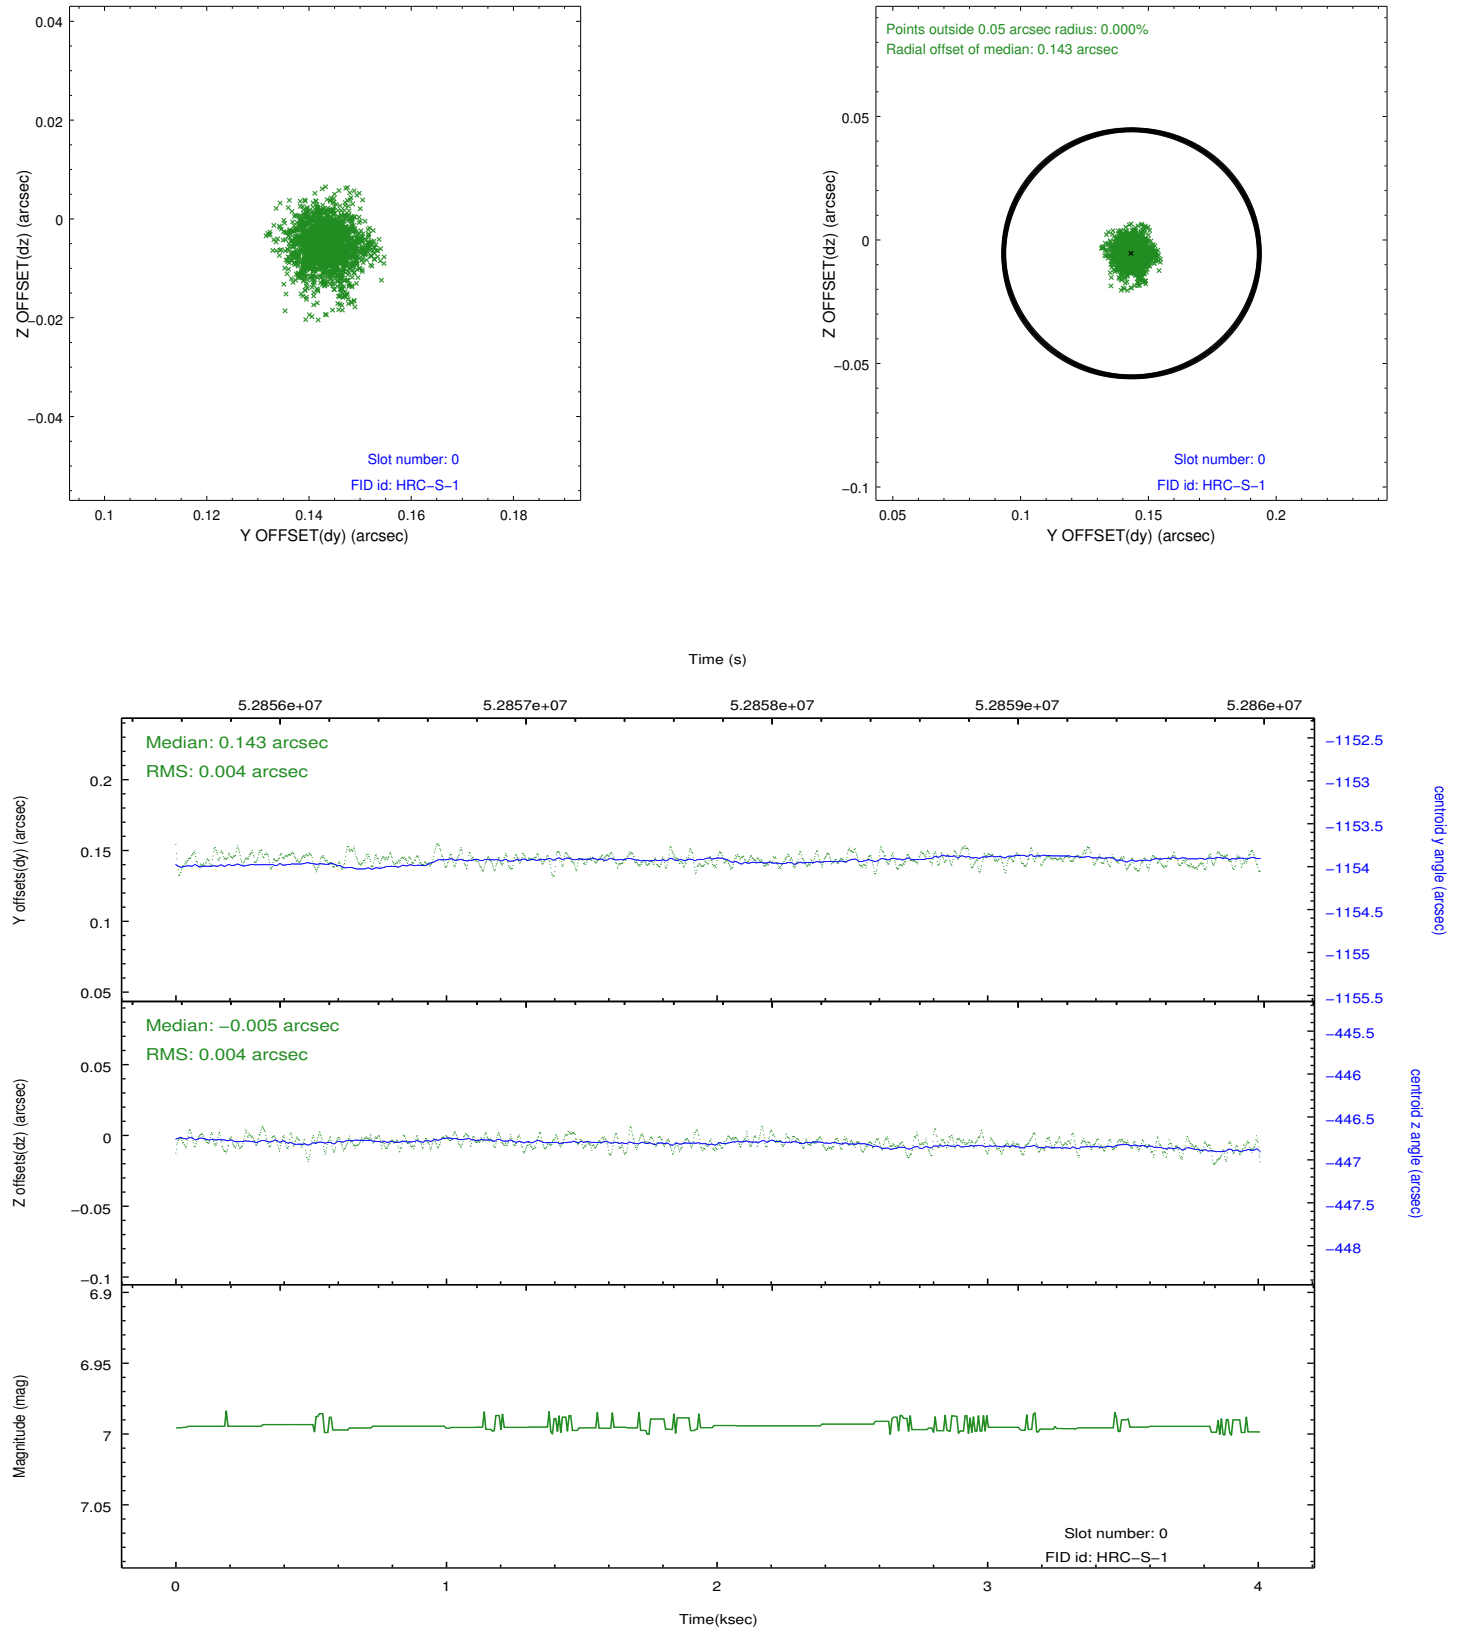 0.04
0.02
0
−0.02
−0.04
Z OFFSET(dz) (arcsec)
Slot number: 0
FID id: HRC−S−1
0.1 0.12 0.14 0.16 0.18
Y OFFSET(dy) (arcsec)
Points outside 0.05 arcsec radius: 0.000%
Radial offset of median: 0.143 arcsec
0.05
0
−0.05
−0.1
Z OFFSET(dz) (arcsec)
Slot number: 0
FID id: HRC−S−1
0.05 0.1 0.15 0.2
Y OFFSET(dy) (arcsec)
Time (s)
5.2856e+07 5.2857e+07 5.2858e+07 5.2859e+07 5.286e+07
Median: 0.143 arcsec
RMS: 0.004 arcsec
0.2
0.15
0.1
0.05
Y offsets(dy) (arcsec)
−1152.5
−1153
−1153.5
−1154
−1154.5
−1155
−1155.5
centroid y angle (arcsec)
Median: −0.005 arcsec
RMS: 0.004 arcsec
0.05
0
−0.05
−0.1
Z offsets(dz) (arcsec)
−445.5
−446
−446.5
−447
−447.5
−448
centroid z angle (arcsec)
6.9
6.95
7
7.05
Magnitude (mag)
Slot number: 0
FID id: HRC−S−1
0 1 2 3 4
Time(ksec)